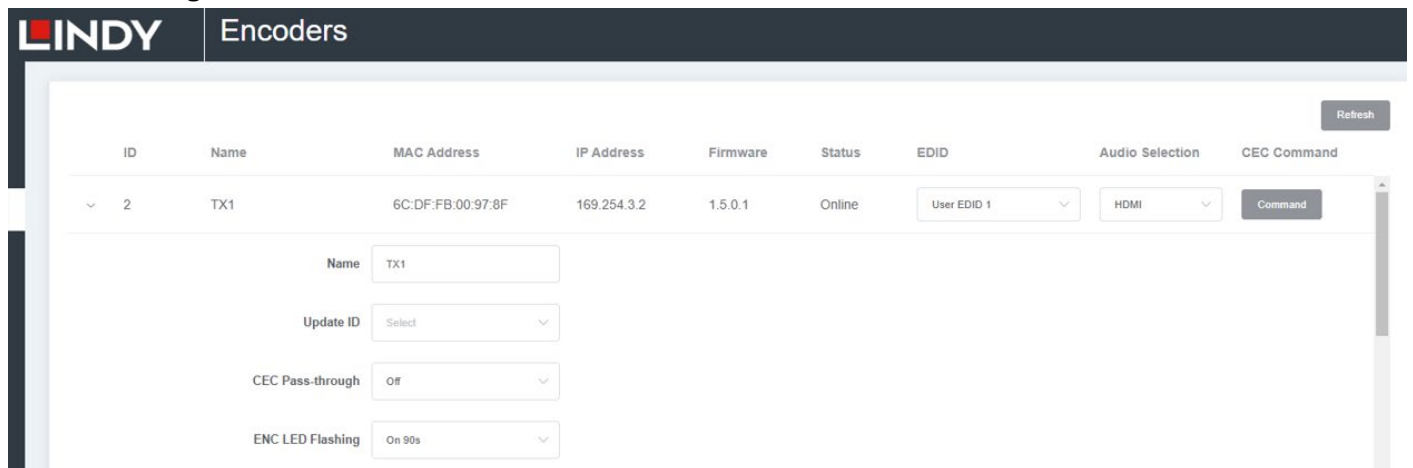 LINDY Encoders
Refresh
ID Name MAC Address IP Address Firmware Status EDID Audio Selection CEC Command
2 TX1 6C:DF:FB:00:97:8F 169.254.3.2 1.5.0.1 Online User EDID 1 HDMI Command
Name TX1
Update ID Select
CEC Pass-through Off
ENC LED Flashing On 90s